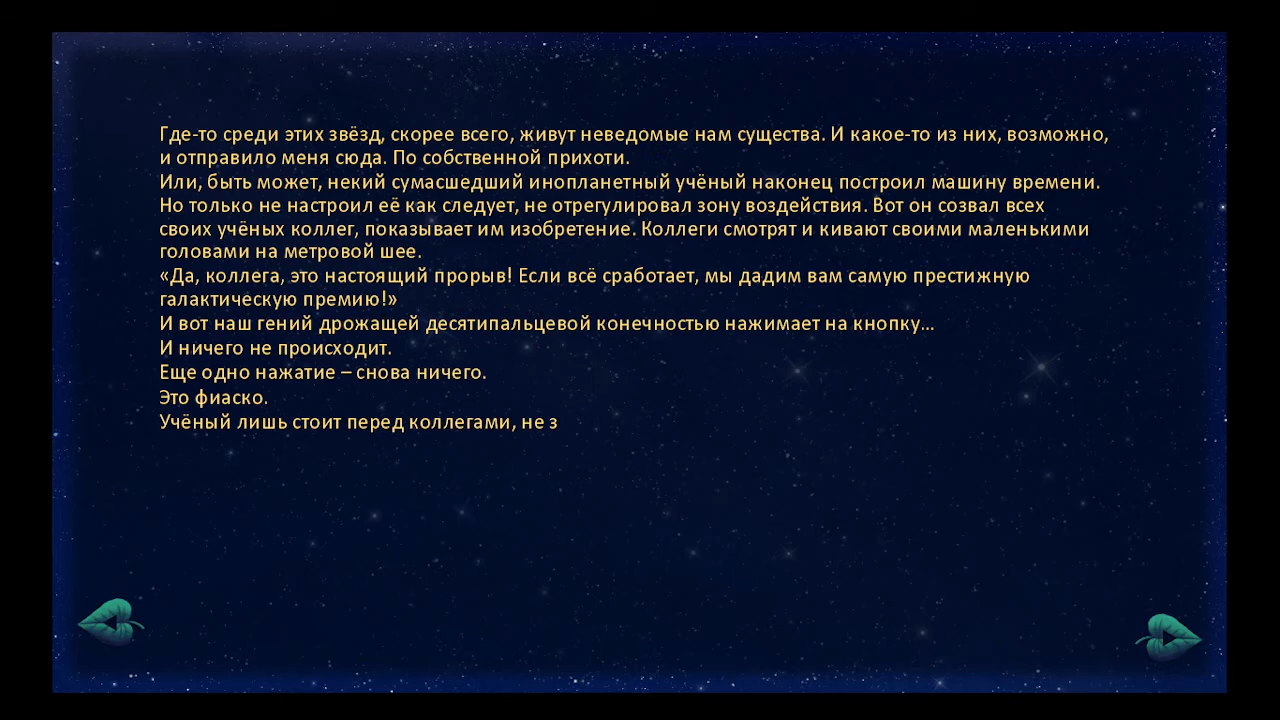 Где-то среди этих звёзд, скорее всего, живут неведомые нам существа. И какое-то из них, возможно,
и отправило меня сюда. По собственной прихоти.
Или, быть может, некий сумасшедший инопланетный учёный наконец построил машину времени.
Но только не настроил её как следует, не отрегулировал зону воздействия. Вот он созвал всех
своих учёных коллег, показывает им изобретение. Коллеги смотрят и кивают своими маленькими
головами на метровой шее.
«Да, коллега, это настоящий прорыв! Если всё сработает, мы дадим вам самую престижную
галактическую премию!»
И вот наш гений дрожащей десятипальцевой конечностью нажимает на кнопку…
И ничего не происходит.
Еще одно нажатие – снова ничего.
Это фиаско.
Учёный лишь стоит перед коллегами, не з